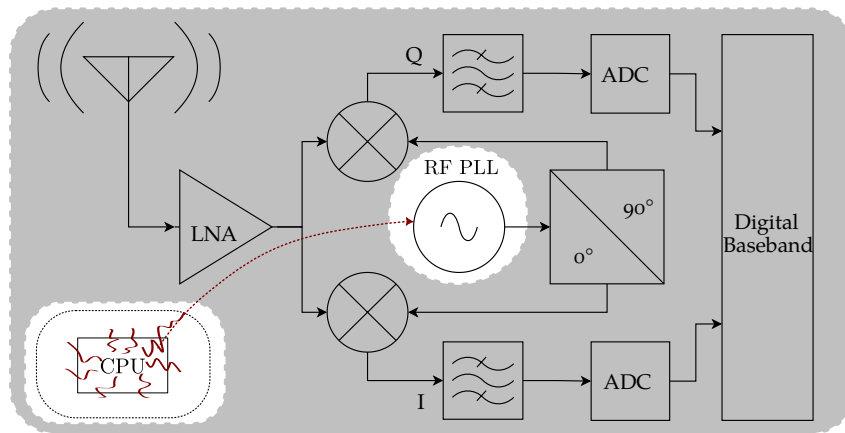 Q
ADC
RF PLL
LNA
90°
0°
Digital
Baseband
CPU
I
ADC